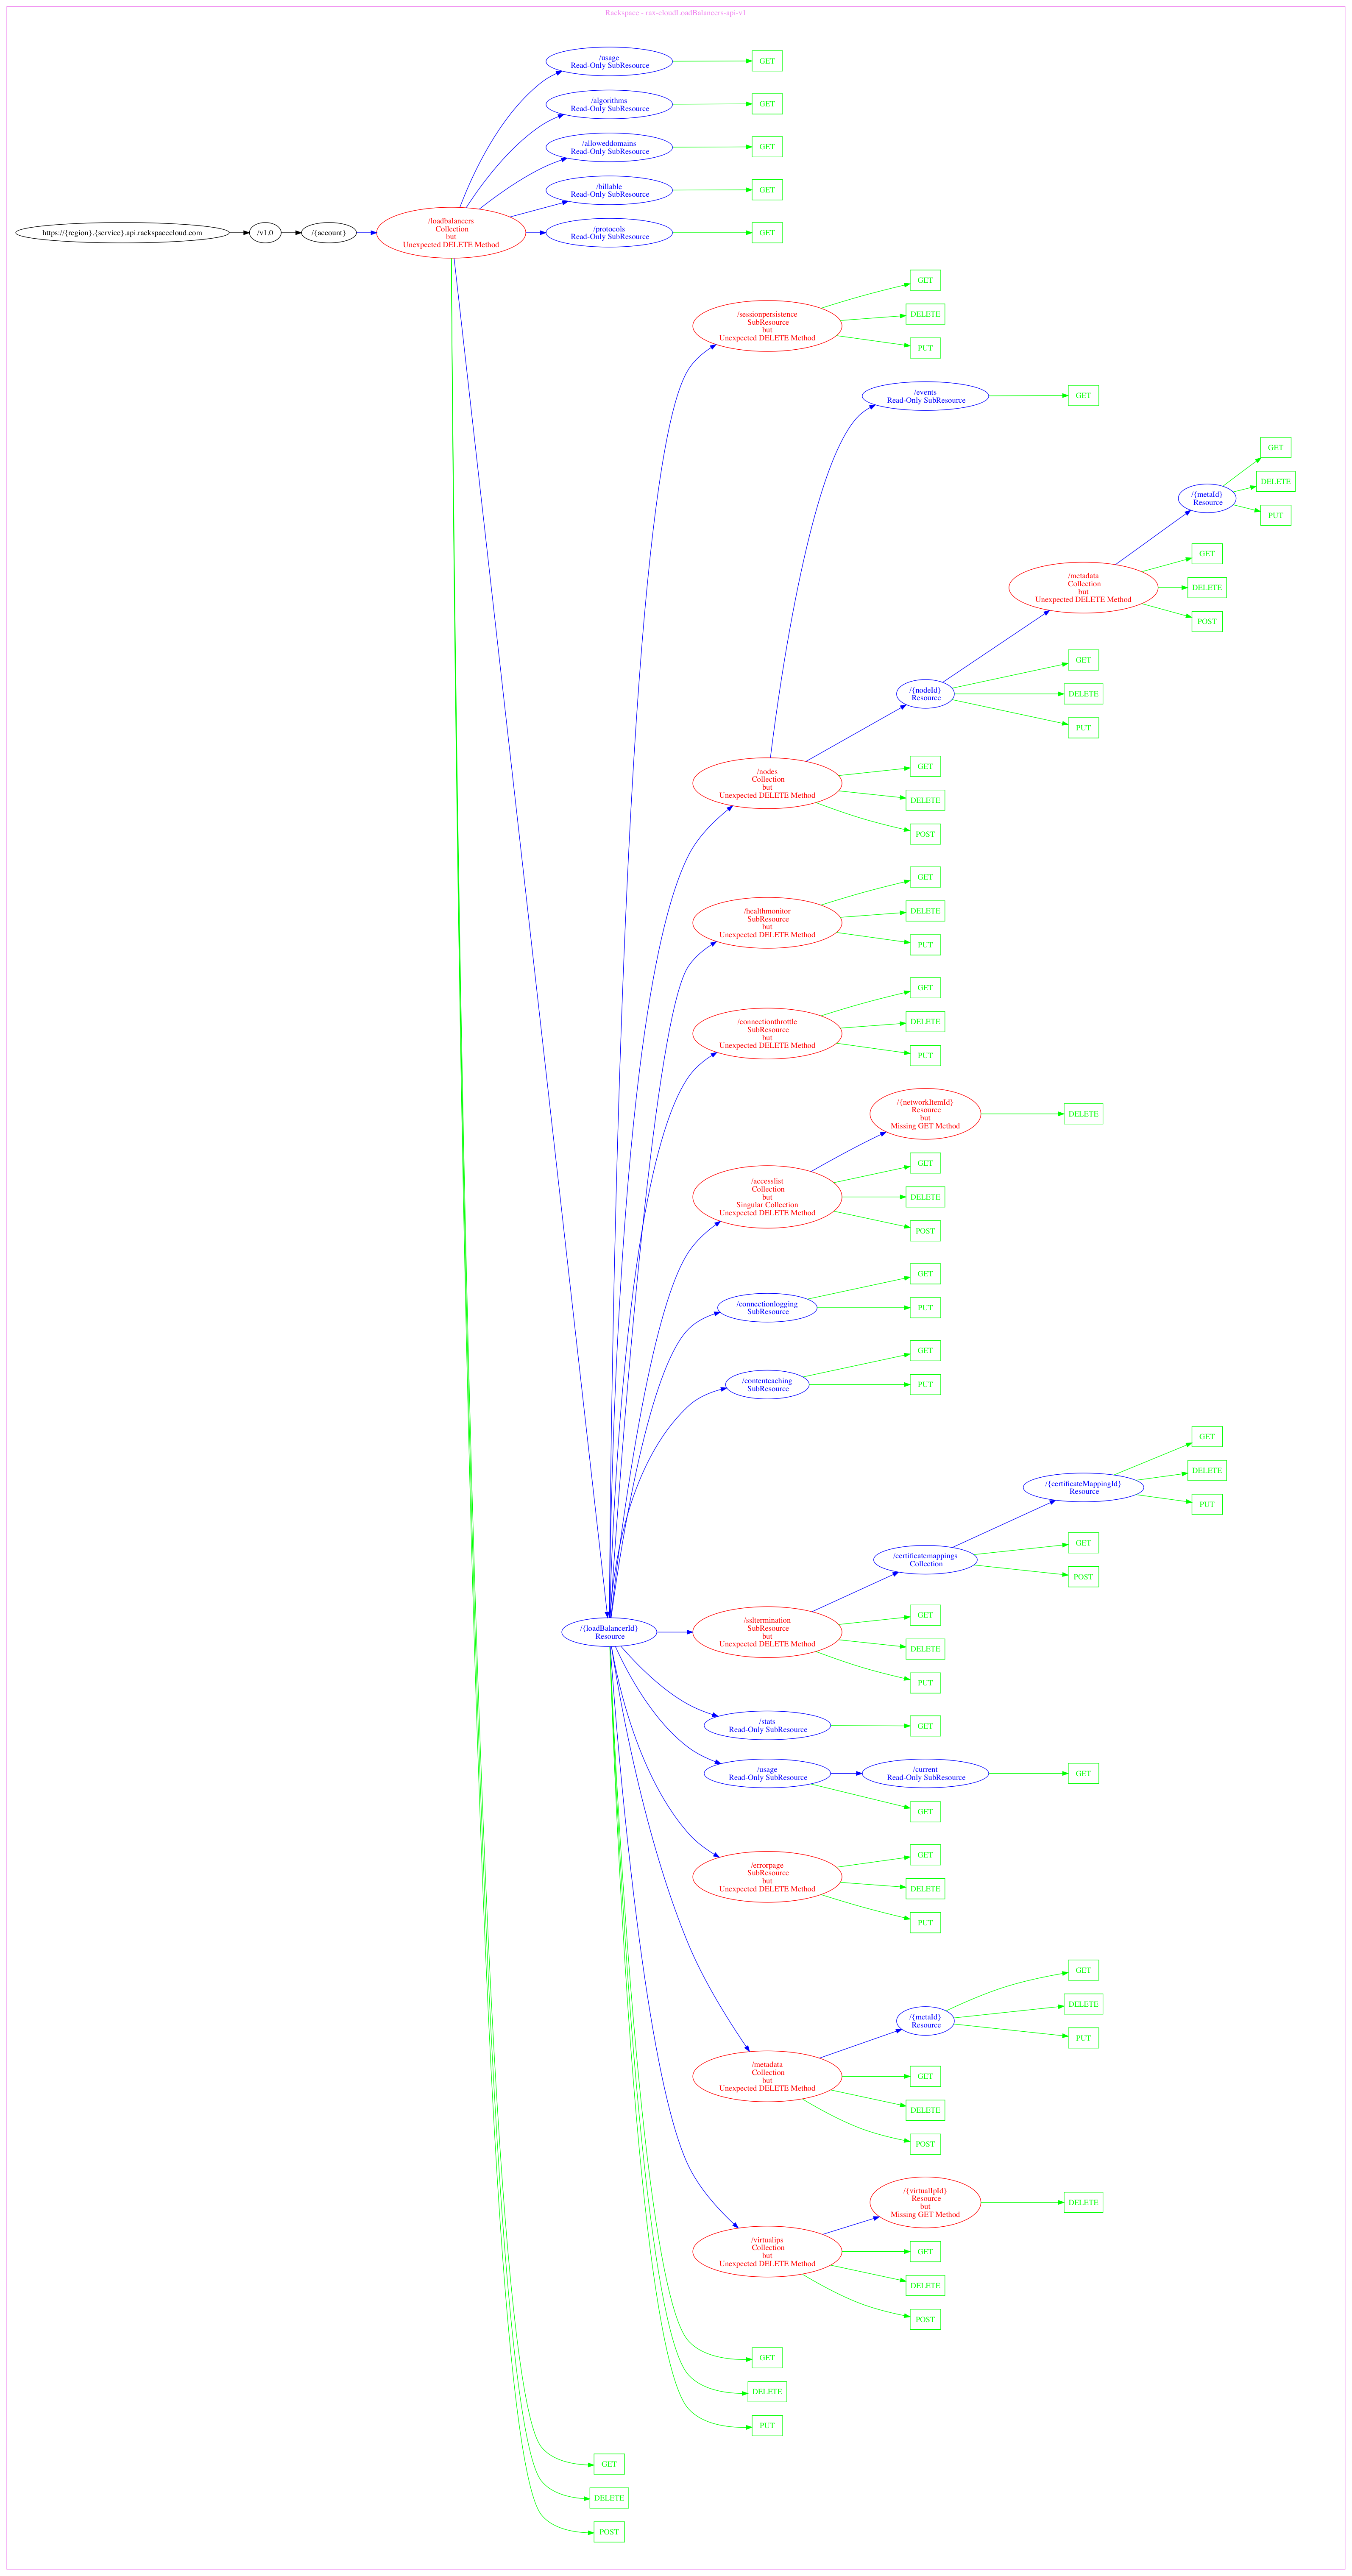 Rackspace - rax-cloudLoadBalancers-api-v1
/usage
Read-Only SubResource
GET
/algorithms
Read-Only SubResource
GET
/alloweddomains
Read-Only SubResource
GET
/billable
Read-Only SubResource
GET
https://{region}.{service}.api.rackspacecloud.com
/v1.0
/{account}
/loadbalancers
Collection
but
Unexpected DELETE Method
/protocols
Read-Only SubResource
GET
/sessionpersistence
SubResource
but
Unexpected DELETE Method
GET
DELETE
PUT
/events
Read-Only SubResource
GET
/{metaId}
Resource
GET
DELETE
PUT
/metadata
Collection
but
Unexpected DELETE Method
GET
DELETE
POST
/{nodeId}
Resource
GET
DELETE
PUT
/nodes
Collection
but
Unexpected DELETE Method
GET
DELETE
POST
/healthmonitor
SubResource
but
Unexpected DELETE Method
GET
DELETE
PUT
/connectionthrottle
SubResource
but
Unexpected DELETE Method
GET
DELETE
PUT
/{networkItemId}
Resource
but
Missing GET Method
DELETE
/accesslist
Collection
but
Singular Collection
Unexpected DELETE Method
GET
DELETE
POST
/connectionlogging
SubResource
GET
PUT
/contentcaching
SubResource
GET
PUT
/{certificateMappingId}
Resource
GET
DELETE
PUT
/certificatemappings
Collection
GET
POST
/{loadBalancerId}
Resource
/ssltermination
SubResource
but
Unexpected DELETE Method
GET
DELETE
PUT
/stats
Read-Only SubResource
GET
/usage
Read-Only SubResource
/current
Read-Only SubResource
GET
GET
/errorpage
SubResource
but
Unexpected DELETE Method
GET
DELETE
PUT
/{metaId}
Resource
GET
DELETE
PUT
/metadata
Collection
but
Unexpected DELETE Method
GET
DELETE
POST
/{virtualIpId}
Resource
but
Missing GET Method
DELETE
/virtualips
Collection
but
Unexpected DELETE Method
GET
DELETE
POST
GET
DELETE
PUT
GET
DELETE
POST